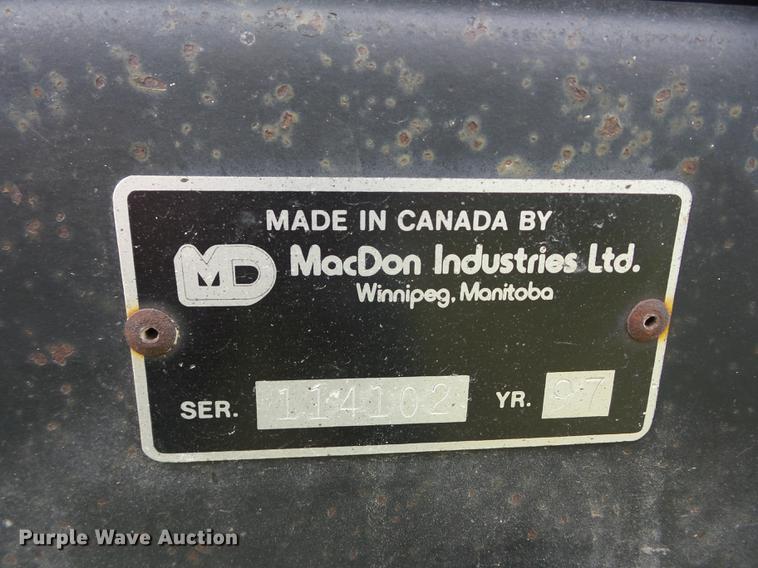 MADE IN CANADA BY
MD MacDon Industries Ltd.
Winnipeg, Manitoba
SER. 114102 YR. 97
Purple Wave Auction